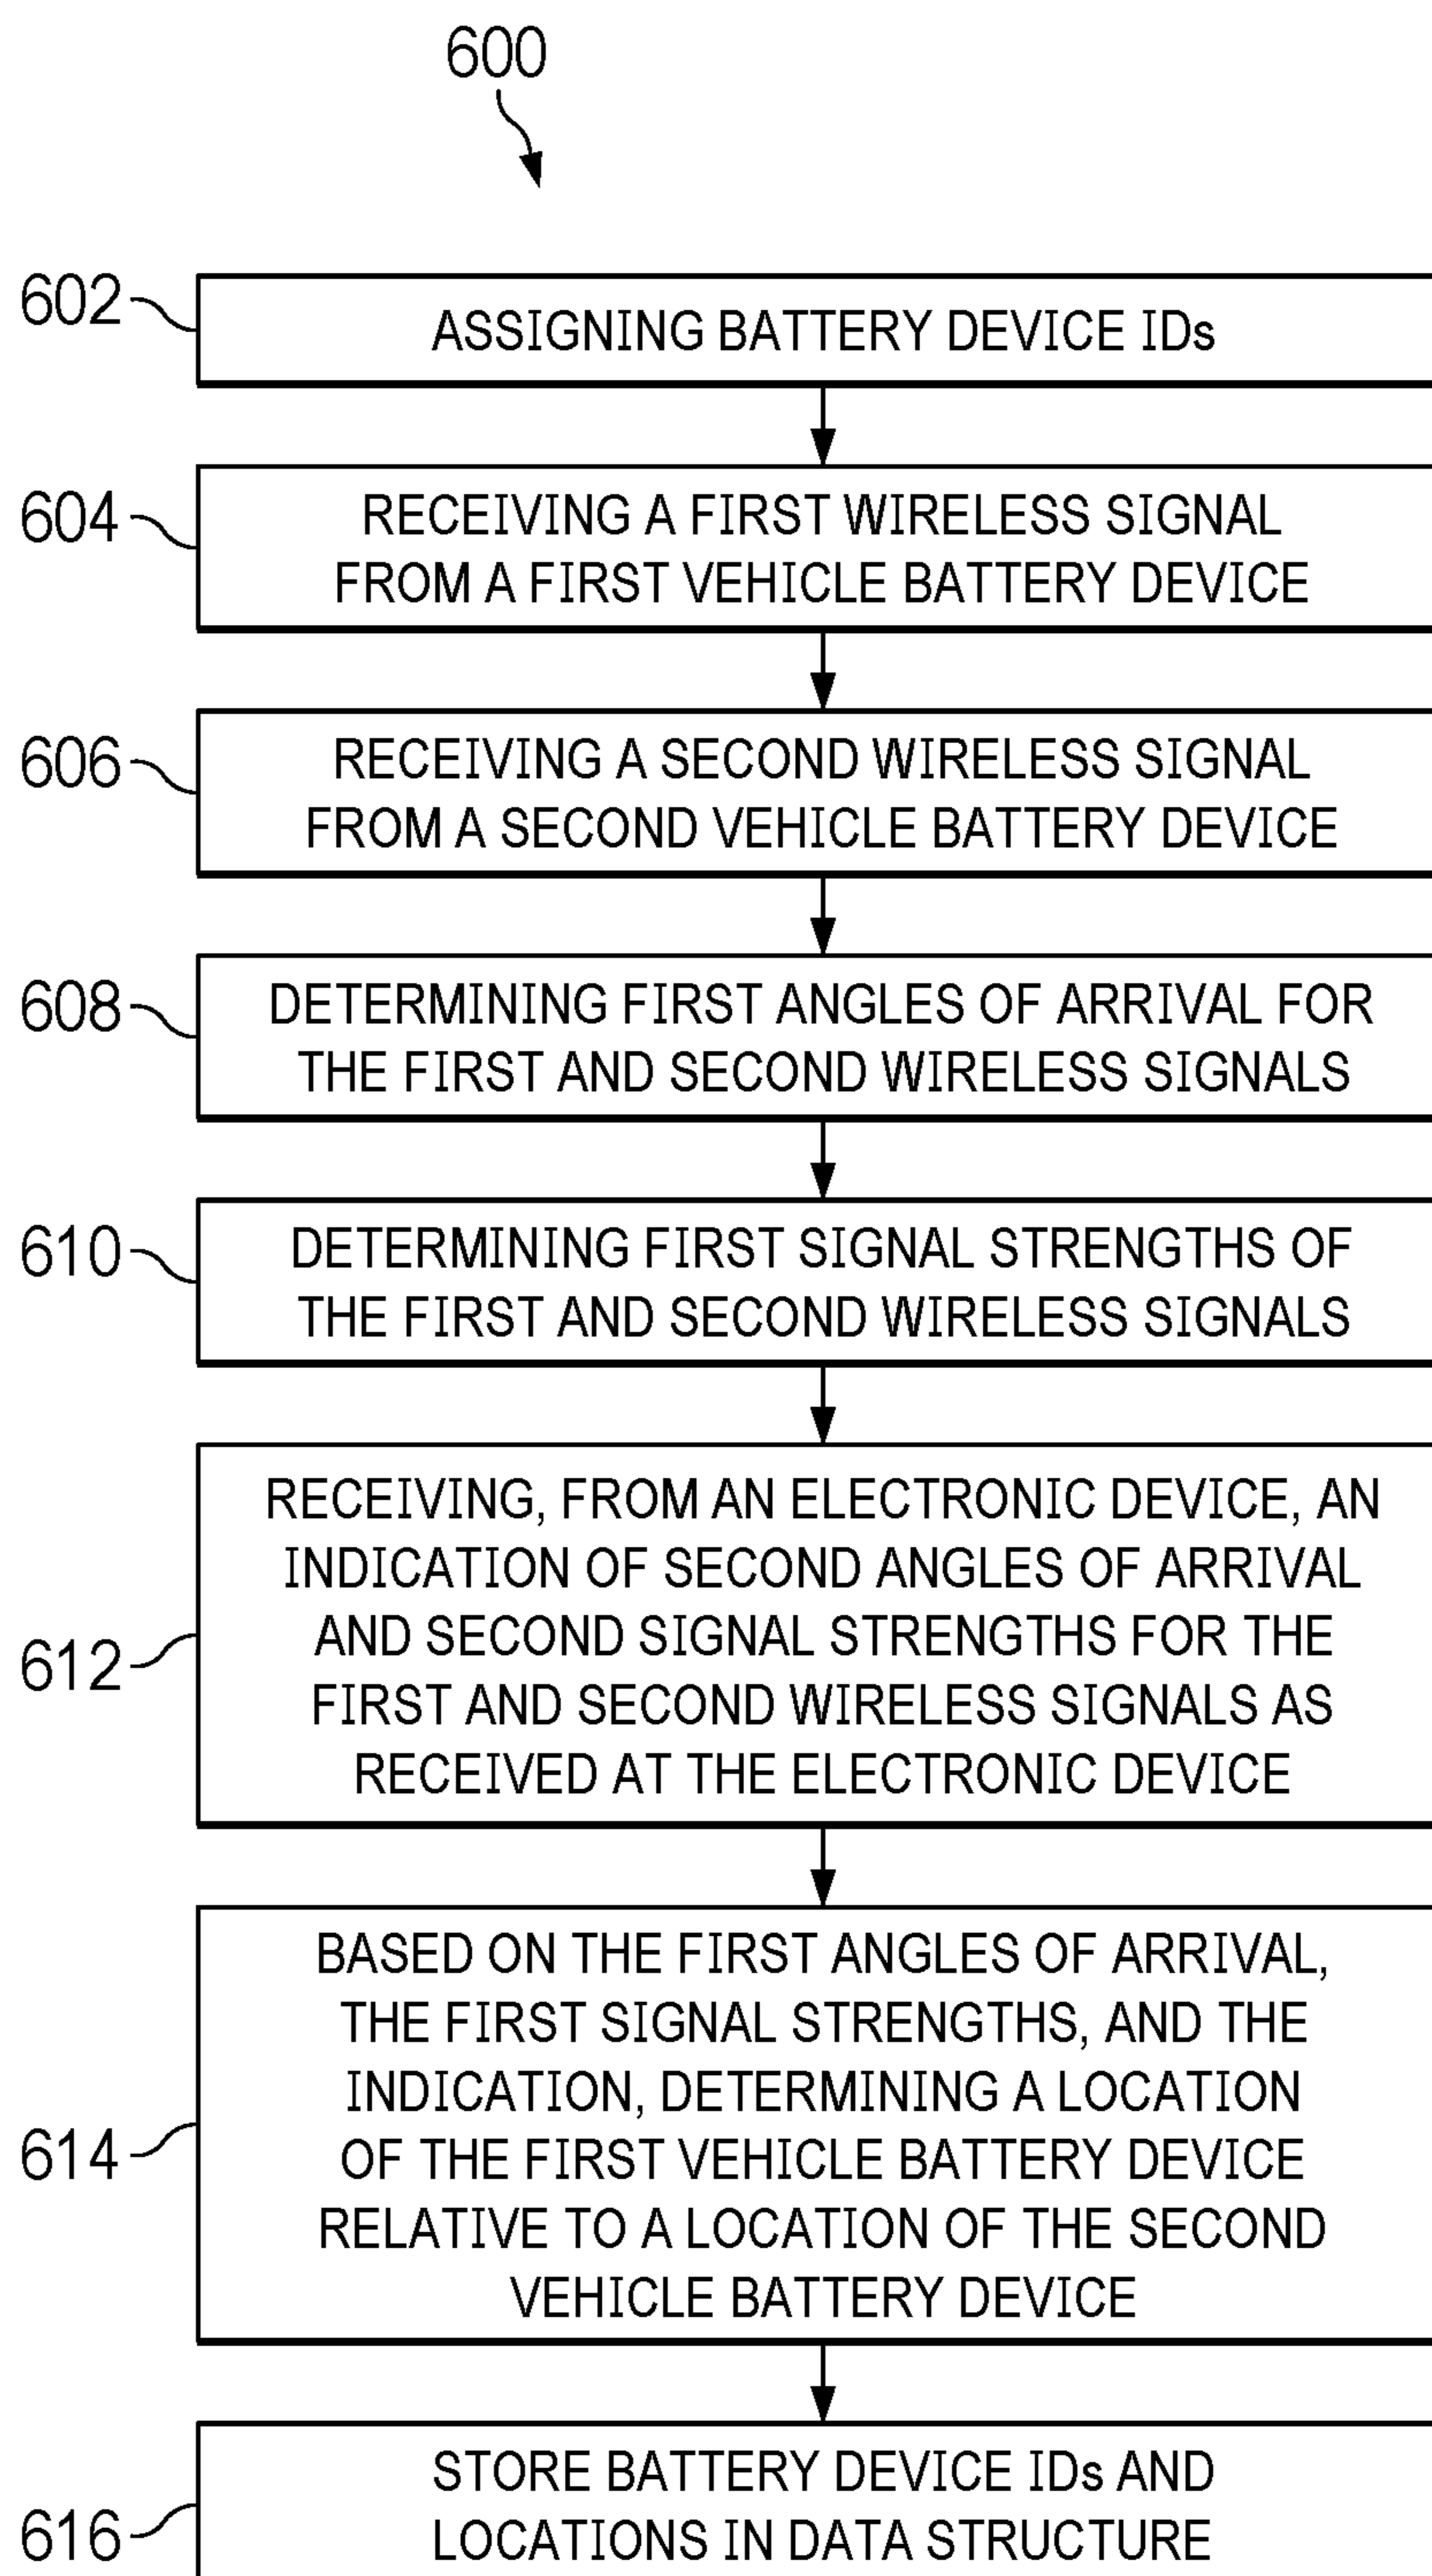 600
602
ASSIGNING BATTERY DEVICE IDs
604
RECEIVING A FIRST WIRELESS SIGNAL
FROM A FIRST VEHICLE BATTERY DEVICE
606
RECEIVING A SECOND WIRELESS SIGNAL
FROM A SECOND VEHICLE BATTERY DEVICE
608
DETERMINING FIRST ANGLES OF ARRIVAL FOR
THE FIRST AND SECOND WIRELESS SIGNALS
610
DETERMINING FIRST SIGNAL STRENGTHS OF
THE FIRST AND SECOND WIRELESS SIGNALS
612
RECEIVING, FROM AN ELECTRONIC DEVICE, AN
INDICATION OF SECOND ANGLES OF ARRIVAL
AND SECOND SIGNAL STRENGTHS FOR THE
FIRST AND SECOND WIRELESS SIGNALS AS
RECEIVED AT THE ELECTRONIC DEVICE
614
BASED ON THE FIRST ANGLES OF ARRIVAL,
THE FIRST SIGNAL STRENGTHS, AND THE
INDICATION, DETERMINING A LOCATION
OF THE FIRST VEHICLE BATTERY DEVICE
RELATIVE TO A LOCATION OF THE SECOND
VEHICLE BATTERY DEVICE
616
STORE BATTERY DEVICE IDs AND
LOCATIONS IN DATA STRUCTURE